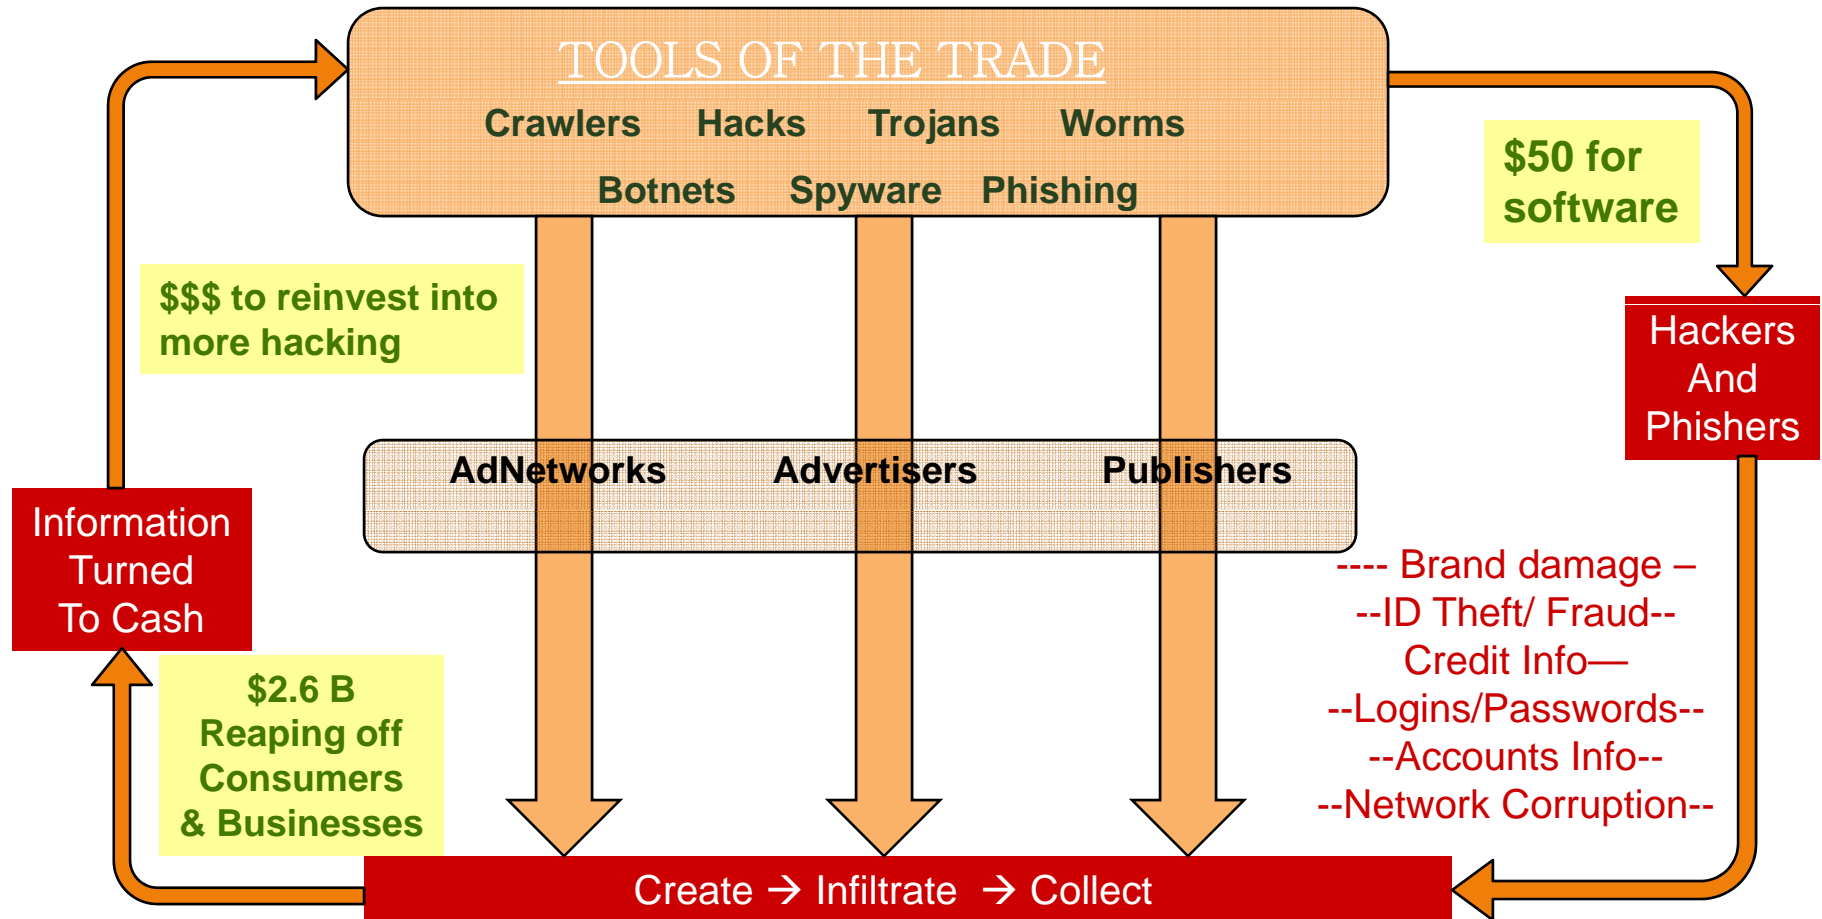 TOOLS OF THE TRADE
Crawlers Hacks Trojans Worms
Botnets Spyware Phishing
$50 for
software
$$$ to reinvest into
more hacking
Hackers
And
Phishers
AdNetworks Advertisers Publishers
Information
Turned
To Cash
---- Brand damage –
--ID Theft/ Fraud--
Credit Info—
--Logins/Passwords--
--Accounts Info--
--Network Corruption--
$2.6 B
Reaping off
Consumers
& Businesses
Create → Infiltrate → Collect